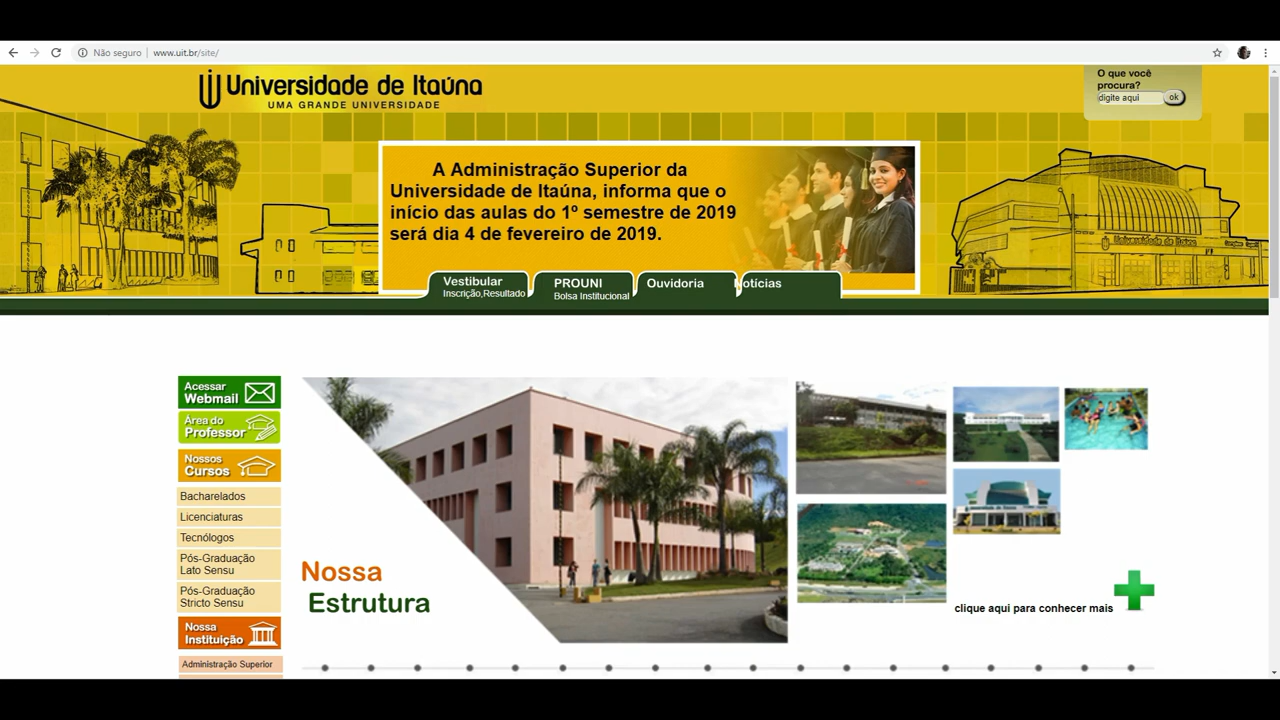 Não seguro
www.uit.br/site/
Universidade de Itaúna
UMA GRANDE UNIVERSIDADE
O que você
procura?
digite aqui
ok
A Administração Superior da
Universidade de Itaúna, informa que o
início das aulas do 1º semestre de 2019
será dia 4 de fevereiro de 2019.
Universidade de Itaúna
Vestibular
Inscrição,Resultado
PROUNI
Bolsa Institucional
Ouvidoria
Notícias
Acessar
Webmail
Área do
Professor
Nossos
Cursos
Bacharelados
Licenciaturas
Tecnólogos
Pós-Graduação
Lato Sensu
Pós-Graduação
Stricto Sensu
Nossa
Instituição
Administração Superior
Nossa
Estrutura
clique aqui para conhecer mais